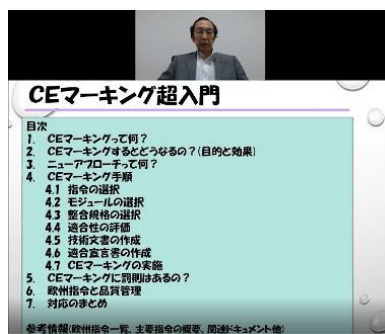 CEマーキング超入門
目次
1. CEマーキングって何？
2. CEマーキングするとどうなるの？(目的と効果)
3. ニューアプローチって何？
4. CEマーキング手順
4.1 指令の選択
4.2 モジュールの選択
4.3 整合規格の選択
4.4 適合性の評価
4.5 技術文書の作成
4.6 適合宣言書の作成
4.7 CEマーキングの実施
5. CEマーキングに罰則はあるの？
6. 欧州指令と品質管理
7. 対応のまとめ
参考情報(欧州指令一覧、主要指令の概要、関連ドキュメント他)